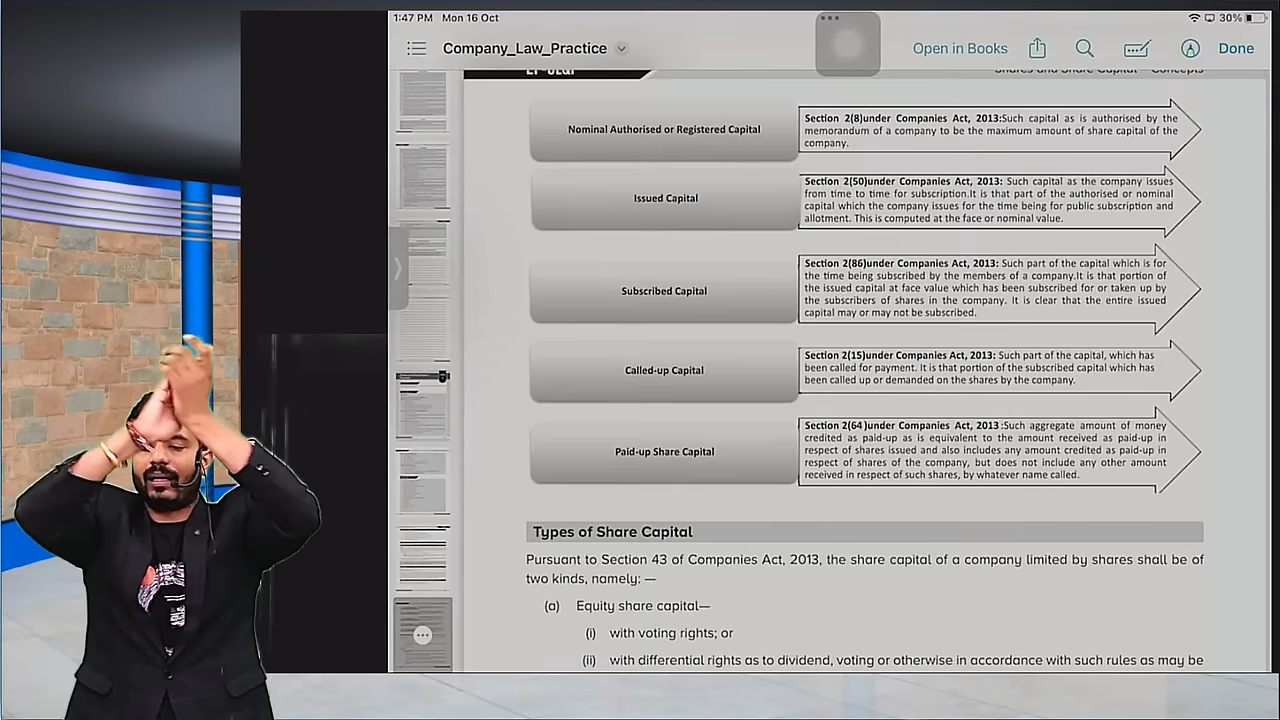 1:47 PM Mon 16 Oct
30%
Company_Law_Practice
Open in Books
Done
Shares and Share Capital – Concepts
Nominal Authorised or Registered Capital
Section 2(8)under Companies Act, 2013:Such capital as is authorised by the
memorandum of a company to be the maximum amount of share capital of the
company.
Issued Capital
Section 2(50)under Companies Act, 2013: Such capital as the company issues
from time to time for subscription.It is that part of the authorised or nominal
capital which the company issues for the time being for public subscription and
allotment. This is computed at the face or nominal value.
Subscribed Capital
Section 2(86)under Companies Act, 2013: Such part of the capital which is for
the time being subscribed by the members of a company.It is that portion of
the issued capital at face value which has been subscribed for or taken up by
the subscribers of shares in the company. It is clear that the entire issued
capital may or may not be subscribed.
Called-up Capital
Section 2(15)under Companies Act, 2013: Such part of the capital, which has
been called for payment. It is that portion of the subscribed capital which has
been called up or demanded on the shares by the company.
Paid-up Share Capital
Section 2(64)under Companies Act, 2013:Such aggregate amount of money
credited as paid-up as is equivalent to the amount received as paid-up in
respect of shares issued and also includes any amount credited as paid-up in
respect of shares of the company, but does not include any other amount
received in respect of such shares, by whatever name called.
Types of Share Capital
Pursuant to Section 43 of Companies Act, 2013, the share capital of a company limited by shares shall be of
two kinds, namely: —
(a) Equity share capital—
(i) with voting rights; or
(ii) with differential rights as to dividend, voting or otherwise in accordance with such rules as may be